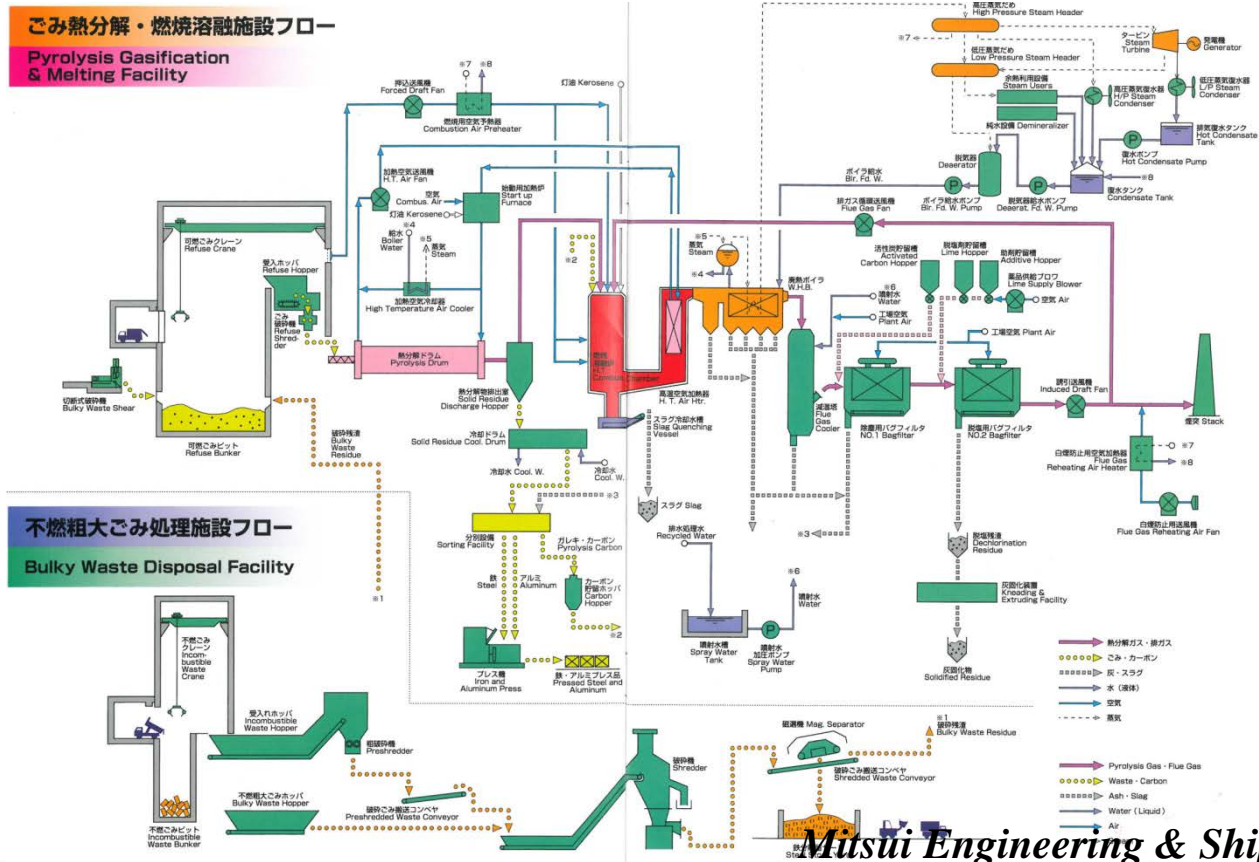 ごみ熱分解・燃焼溶融施設フロー
Pyrolysis Gasification
& Melting Facility
押込送風機
Forced Draft Fan
※7
※8
燃焼用空気予熱器
Combustion Air Preheater
灯油 Kerosene
加熱空気送風機
H.T. Air Fan
空気
Combus. Air
灯油 Kerosene
始動用加熱炉
Start up
Furnace
※4
給水
Boiler
Water
※5
蒸気
Steam
加熱空気冷却器
High Temperature Air Cooler
可燃ごみクレーン
Refuse Crane
受入ホッパ
Refuse Hopper
ごみ
破砕機
Refuse
Shred-
der
切断式破砕機
Bulky Waste Shear
可燃ごみピット
Refuse Bunker
破砕残渣
Bulky
Waste
Residue
※1
熱分解ドラム
Pyrolysis Drum
熱分解物排出室
Solid Residue
Discharge Hopper
冷却ドラム
Solid Residue Cool. Drum
冷却水 Cool. W.
冷却水
Cool. W.
※3
分別設備
Sorting Facility
鉄
Steel
アルミ
Aluminum
ガレキ・カーボン
Pyrolysis Carbon
カーボン
貯留ホッパ
Carbon
Hopper
※2
プレス機
Iron and
Aluminum Press
鉄・アルミプレス品
Pressed Steel and
Aluminum
※2
H.T.
Combus. Chamber
高温空気加熱器
H. T. Air Htr.
スラグ冷却水槽
Slag Quenching
Vessel
スラグ Slag
※5
蒸気
Steam
※4
廃熱ボイラ
W.H.B.
※6
噴射水
Water
工場空気
Plant Air
減温塔
Flue
Gas
Cooler
高圧蒸気だめ
High Pressure Steam Header
※7
低圧蒸気だめ
Low Pressure Steam Header
タービン
Steam
Turbine
発電機
Generator
余熱利用設備
Steam Users
純水設備 Demineralizer
高圧蒸気復水器
H/P Steam
Condenser
低圧蒸気復水器
L/P Steam
Condenser
排気復水タンク
Hot Condensate
Tank
復水ポンプ
Hot Condensate Pump
※8
脱気器
Deaerator
ボイラ給水
Blr. Fd. W.
ボイラ給水ポンプ
Blr. Fd. W. Pump
脱気器給水ポンプ
Deaerat. Fd. W. Pump
復水タンク
Condensate Tank
P
P
P
排ガス循環送風機
Flue Gas Fan
活性炭貯留槽
Activated
Carbon Hopper
脱塩剤貯留槽
Lime Hopper
助剤貯留槽
Additive Hopper
薬品供給ブロワ
Lime Supply Blower
空気 Air
工場空気 Plant Air
除塵用バグフィルタ
NO.1 Bagfilter
脱塩用バグフィルタ
NO.2 Bagfilter
誘引送風機
Induced Draft Fan
煙突 Stack
白煙防止用空気加熱器
Flue Gas
Reheating Air Heater
※7
※8
白煙防止用送風機
Flue Gas Reheating Air Fan
※3
※3
脱塩残渣
Dechlorination
Residue
灰固化装置
Kneading &
Extruding Facility
灰固化物
Solidified Residue
排水処理水
Recycled Water
噴射水槽
Spray Water
Tank
P
噴射水
加圧ポンプ
Spray Water
Pump
※6
噴射水
Water
熱分解ガス・排ガス
ごみ・カーボン
灰・スラグ
水（液体）
空気
蒸気
Pyrolysis Gas・Flue Gas
Waste・Carbon
Ash・Slag
Water (Liquid)
Air
不燃粗大ごみ処理施設フロー
Bulky Waste Disposal Facility
不燃ごみ
クレーン
Incom-
bustible
Waste
Crane
受入れホッパ
Incombustible
Waste Hopper
粗破砕機
Preshredder
不燃ごみピット
Incombustible
Waste Bunker
不燃粗大ごみホッパ
Bulky Waste Hopper
破砕ごみ搬送コンベヤ
Preshredded Waste Conveyor
破砕機
Shredder
磁選機 Mag. Separator
破砕ごみ搬送コンベヤ
Shredded Waste Conveyor
※1
破砕残渣
Bulky Waste Residue
Mitsui Engineering & Shi